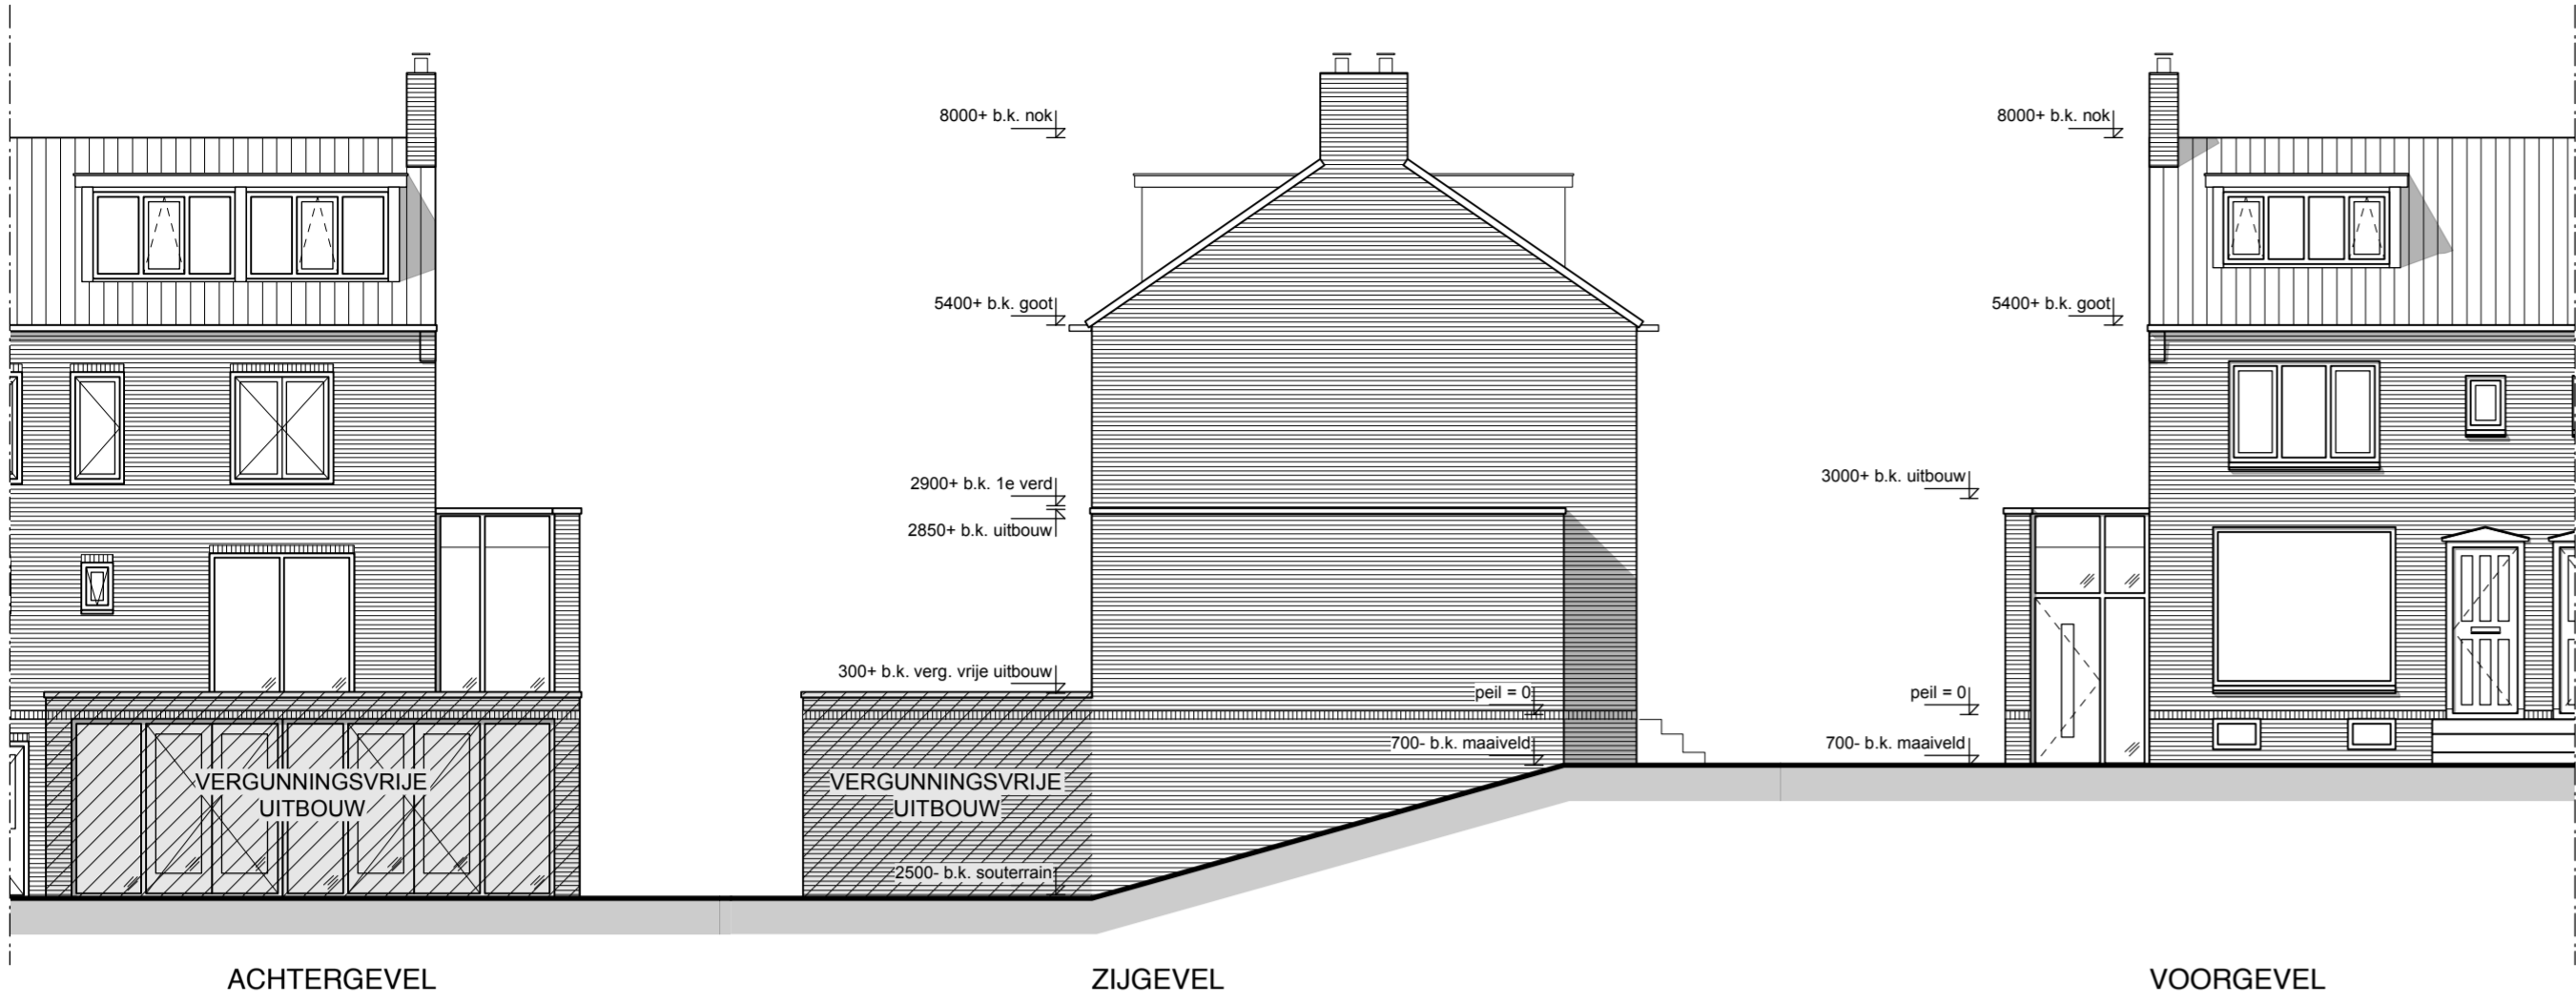 8000+ b.k. nok
5400+ b.k. goot
2900+ b.k. 1e verd
2850+ b.k. uitbouw
300+ b.k. verg. vrije uitbouw
peil = 0
700- b.k. maaiveld
2500- b.k. souterrain
VERGUNNINGSVRIJE
UITBOUW
VERGUNNINGSVRIJE
UITBOUW
8000+ b.k. nok
5400+ b.k. goot
3000+ b.k. uitbouw
peil = 0
700- b.k. maaiveld
ACHTERGEVEL
ZIJGEVEL
VOORGEVEL